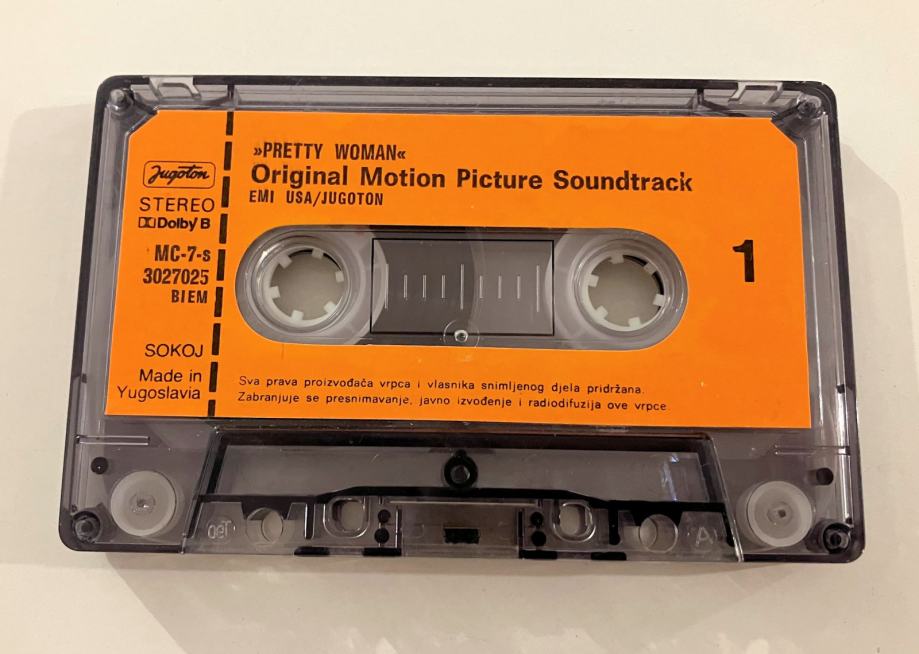 »PRETTY WOMAN«
Original Motion Picture Soundtrack
EMI USA/JUGOTON
Jugoton
STEREO
Dolby B
MC-7-s
3027025
BIEM
SOKOJ
Made in
Yugoslavia
1
Sva prava proizvođača vrpca i vlasnika snimljenog djela pridržana.
Zabranjuje se presnimavanje, javno izvođenje i radiodifuzija ove vrpce.